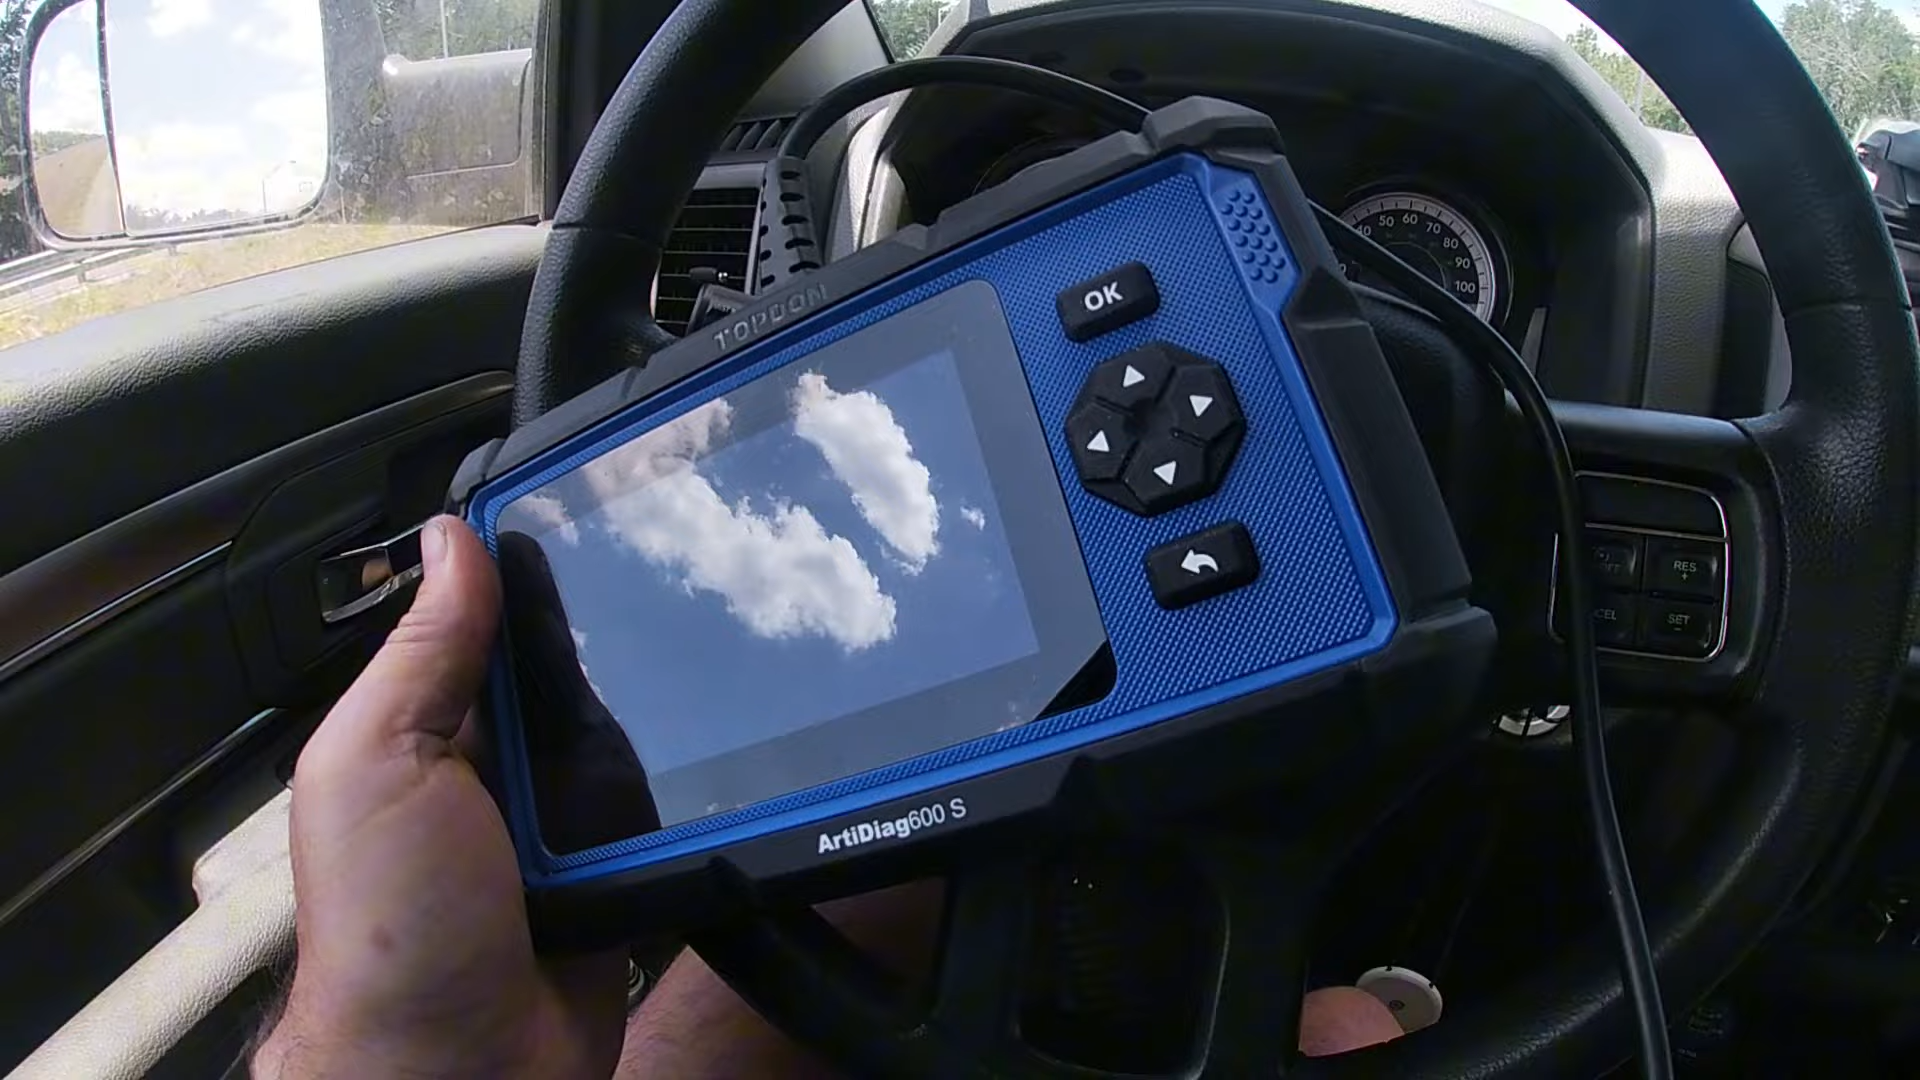 50 60
70
80
90
100
TOPDON
OK
RES
+
SET
-
ArtiDiag600 S